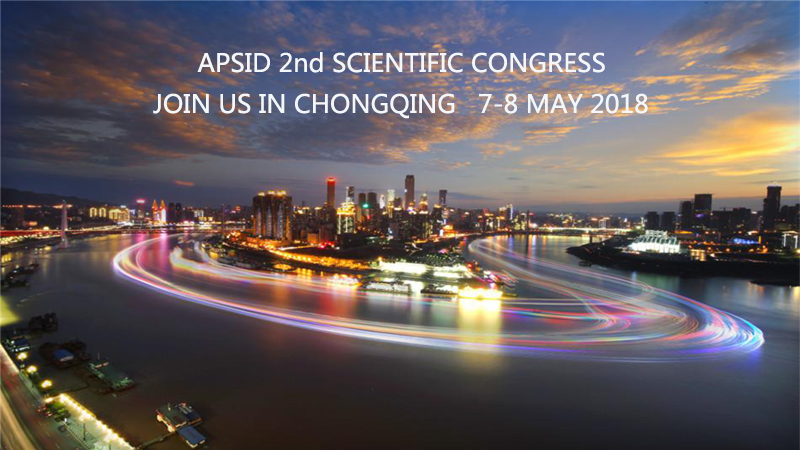 APSID 2nd SCIENTIFIC CONGRESS
JOIN US IN CHONGQING 7-8 MAY 2018